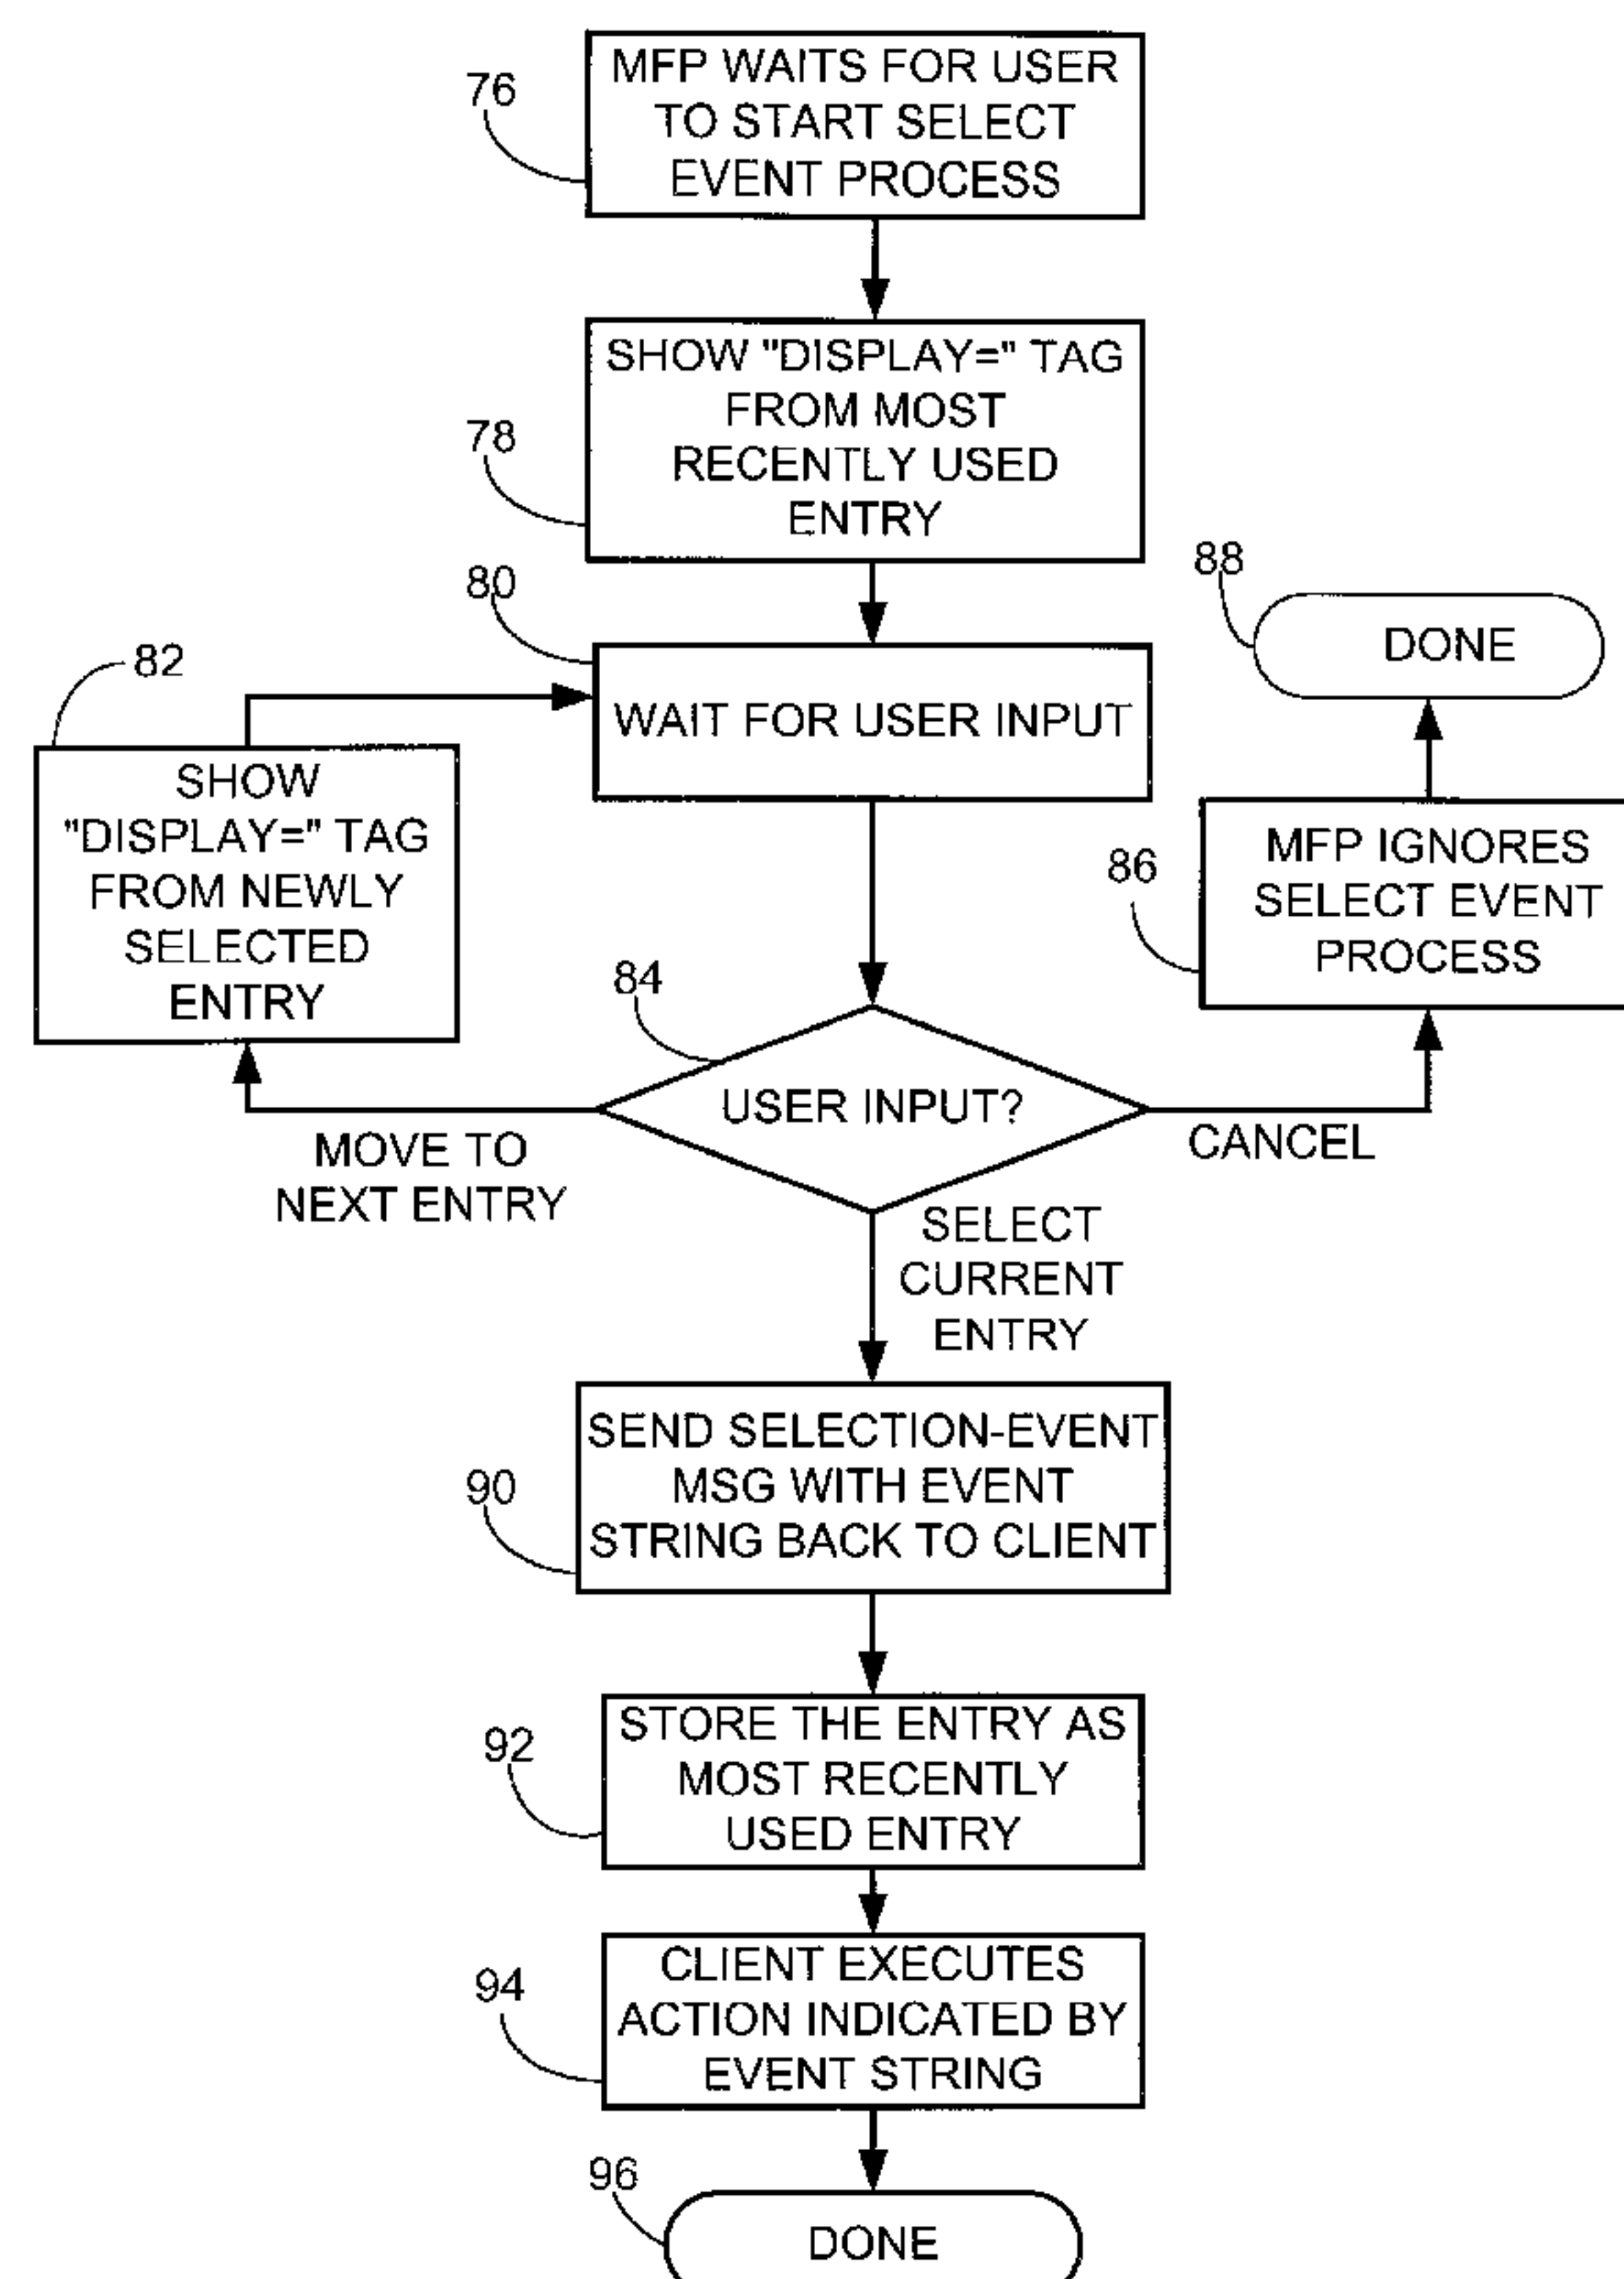 76
MFP WAITS FOR USER
TO START SELECT
EVENT PROCESS
78
SHOW "DISPLAY=" TAG
FROM MOST
RECENTLY USED
ENTRY
80
WAIT FOR USER INPUT
82
SHOW
"DISPLAY=" TAG
FROM NEWLY
SELECTED
ENTRY
88
DONE
86
MFP IGNORES
SELECT EVENT
PROCESS
84
USER INPUT?
MOVE TO
NEXT ENTRY
CANCEL
SELECT
CURRENT
ENTRY
90
SEND SELECTION-EVENT
MSG WITH EVENT
STRING BACK TO CLIENT
92
STORE THE ENTRY AS
MOST RECENTLY
USED ENTRY
94
CLIENT EXECUTES
ACTION INDICATED BY
EVENT STRING
96
DONE